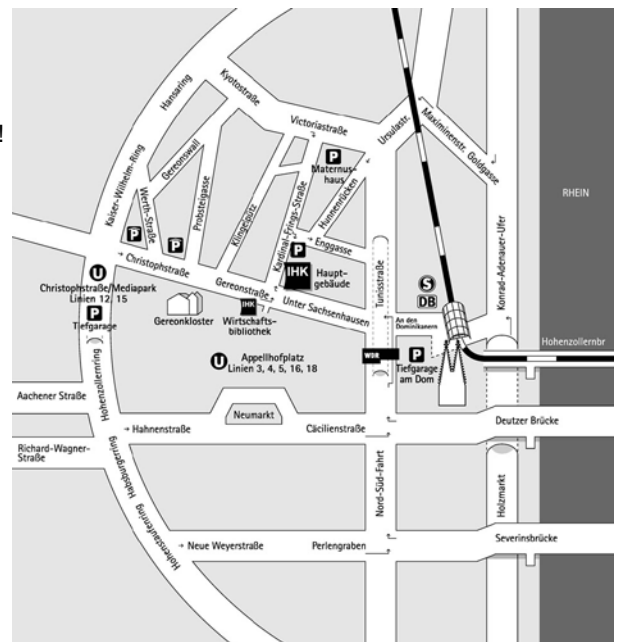 !
Hansaring
Kyotostraße
Victoriastraße
Ursulastr.
Maximinenstr.
Goldgasse
Kaiser-Wilhelm-Ring
Gereonswall
Werth-Straße
Probsteigasse
Klingelpütz
Kardinal-Frings-Straße
P
Maternus-
haus
Hunnenrücken
Enggasse
RHEIN
Konrad-Adenauer-Ufer
P
P
P
Christophstraße
Gereonstraße
IHK
Haupt-
gebäude
Tunisstraße
S
DB
U
Christophstraße/Mediapark
Linien 12, 15
P
Tiefgarage
Gereonkloster
IHK
Wirtschafts-
bibliothek
Unter Sachsenhausen
An den
Dominikanern
Hohenzollernbr
U
Appellhofplatz
Linien 3, 4, 5, 16, 18
WDR
P
Tiefgarage
am Dom
Hohenzollernring
Aachener Straße
Neumarkt
Hahnenstraße
Cäcilienstraße
Deutzer Brücke
Richard-Wagner-
Straße
Habsburgerring
Nord-Süd-Fahrt
Holzmarkt
Hohenstaufenring
Neue Weyerstraße
Perlengraben
Severinsbrücke